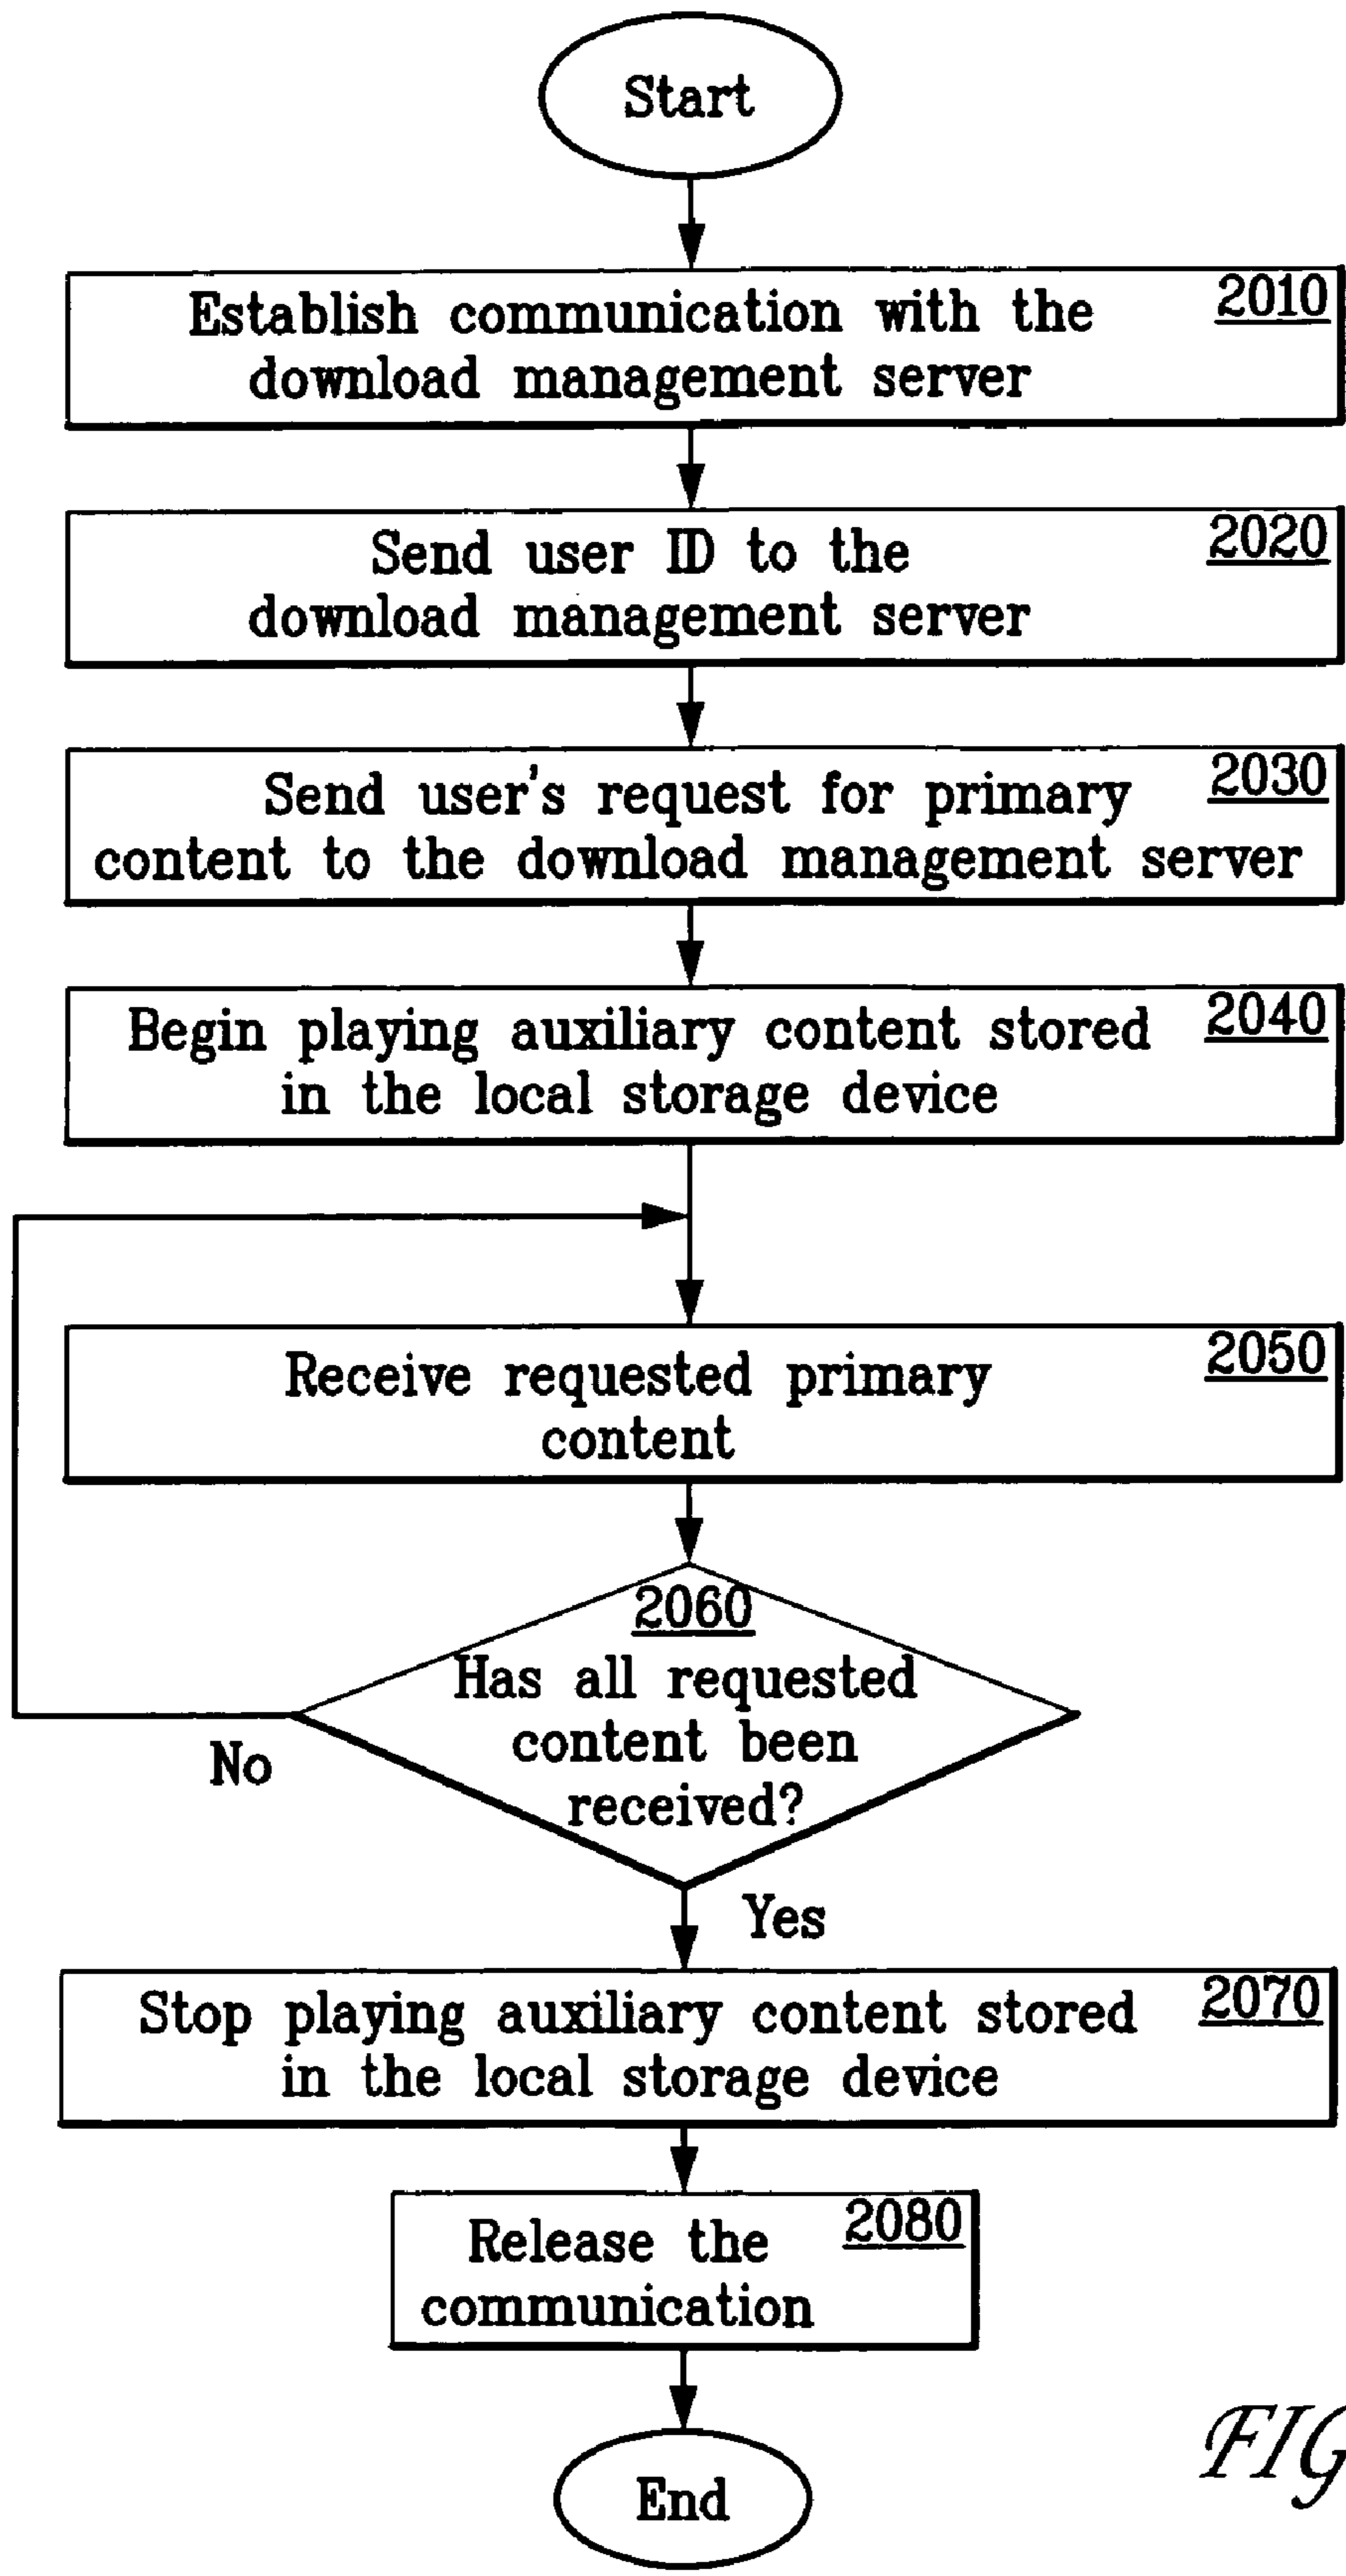 Start
2010
Establish communication with the
download management server
2020
Send user ID to the
download management server
2030
Send user's request for primary
content to the download management server
2040
Begin playing auxiliary content stored
in the local storage device
2050
Receive requested primary
content
2060
Has all requested
content been
received?
No
Yes
2070
Stop playing auxiliary content stored
in the local storage device
2080
Release the
communication
End
FIG